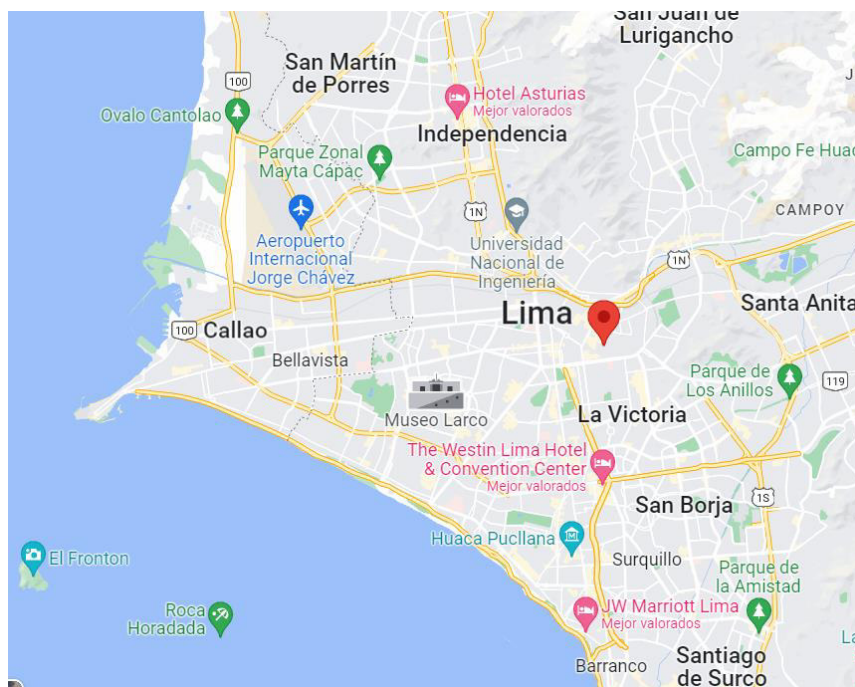 San Juan de
Lurigancho
San Martín
de Porres
100
Hotel Asturias
Mejor valorados
Ovalo Cantolao
Independencia
Parque Zonal
Mayta Cápac
Campo Fe Huac
1N
CAMPOY
Aeropuerto
Internacional
Jorge Chávez
Universidad
Nacional de
Ingeniería
1N
Lima
Santa Anita
100
Callao
Bellavista
Parque de
Los Anillos
119
Museo Larco
La Victoria
The Westin Lima Hotel
& Convention Center
Mejor valorados
1S
San Borja
Huaca Pucllana
El Fronton
Surquillo
Parque de
la Amistad
Roca
Horadada
JW Marriott Lima
Mejor valorados
Barranco
Santiago
de Surco